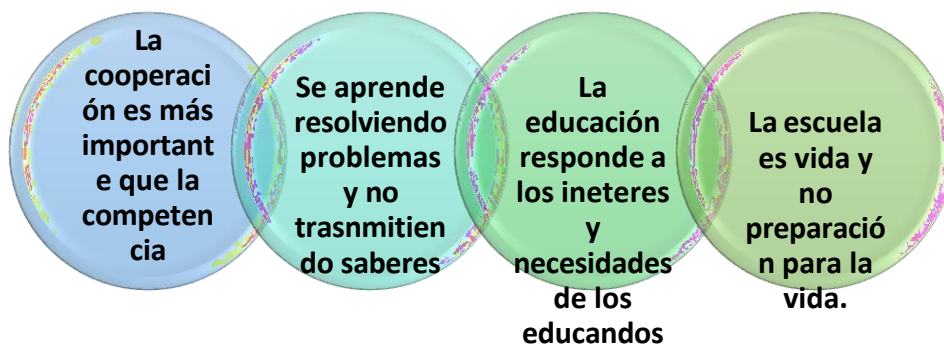 La
cooperaci
ón es más
important
e que la
competen
cia
Se aprende
resolviendo
problemas
y no
trasnmitien
do saberes
La
educación
responde a
los ineteres
y
necesidades
de los
educandos
La escuela
es vida y
no
preparació
n para la
vida.